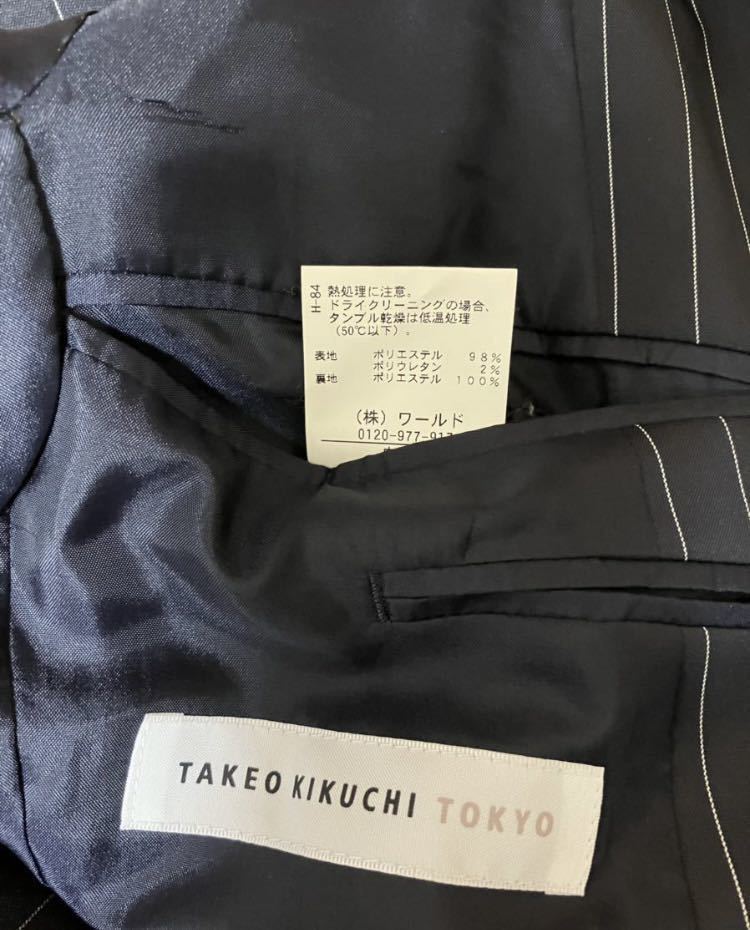 H-84
熱処理に注意。
ドライクリーニングの場合、
タンブル乾燥は低温処理
（50℃以下）。
表地 ポリエステル 98%
ポリウレタン 2%
裏地 ポリエステル 100%
（株）ワールド
0120-977-917
TAKEO KIKUCHI TOKYO